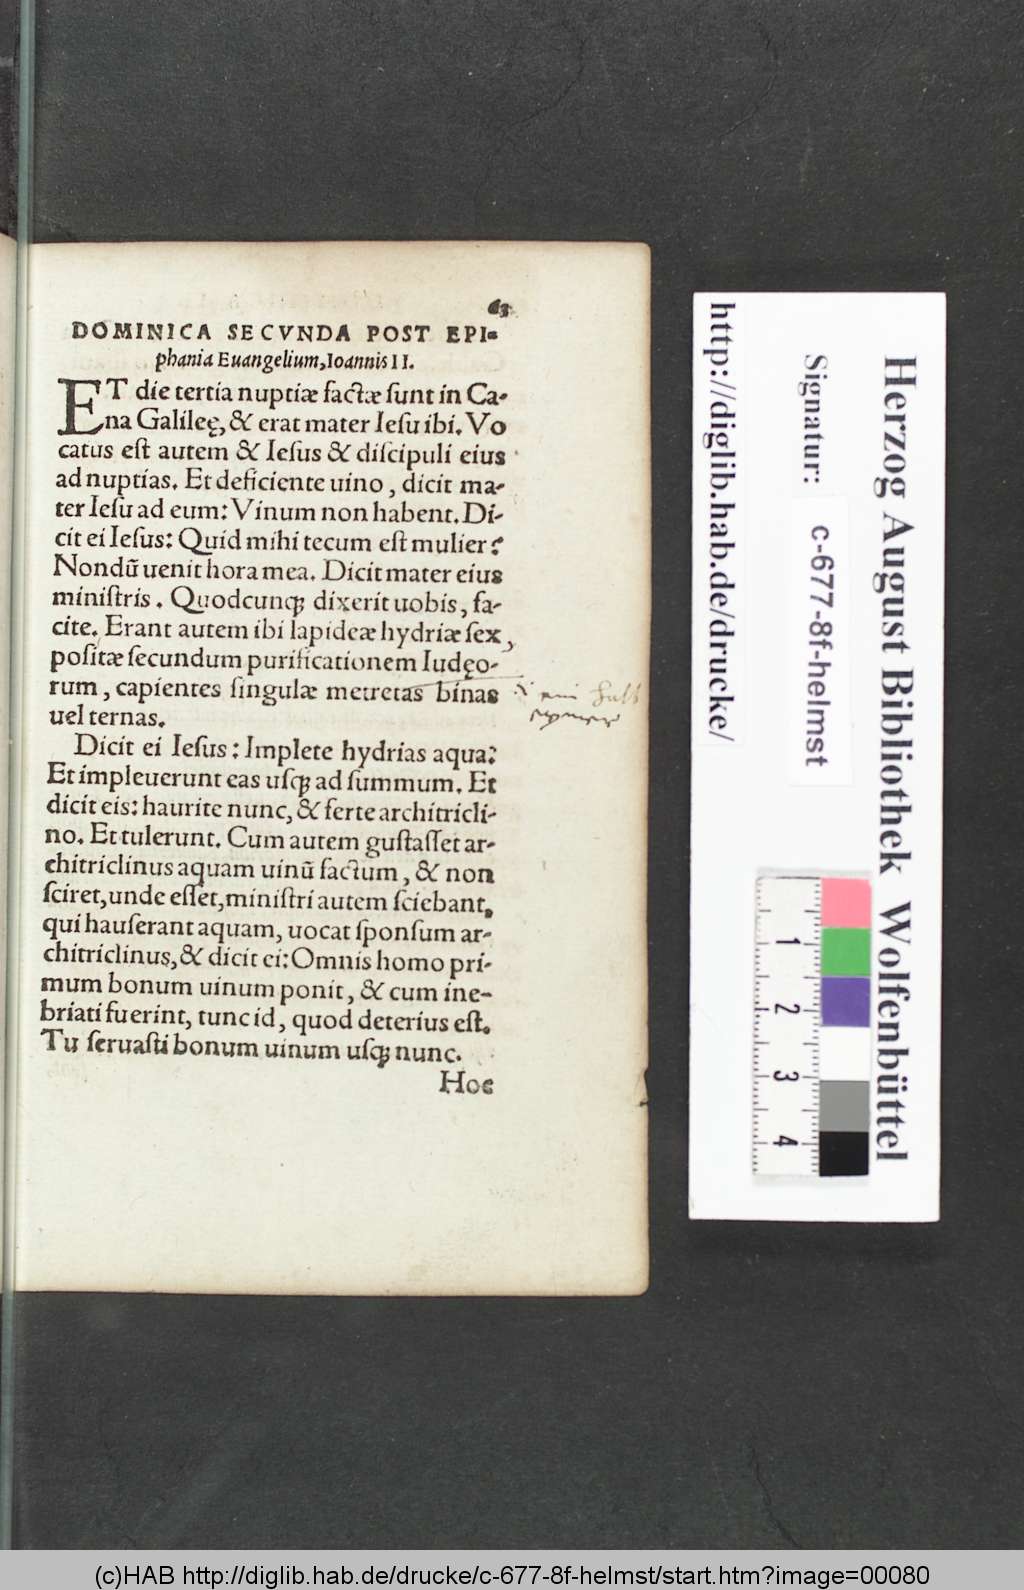 63
DOMINICA SECVNDA POST EPI-
phania Euangelium, Ioannis II.
ET die tertia nuptiæ factæ sunt in Ca-
na Galileę, & erat mater Iesu ibi. Vo
catus est autem & Iesus & discipuli eius
ad nuptias. Et deficiente uino, dicit ma-
ter Iesu ad eum: Vinum non habent. Di-
cit ei Iesus: Quid mihi tecum est mulier?
Nondũ uenit hora mea. Dicit mater eius
ministris. Quodcunq; dixerit uobis, fa-
cite. Erant autem ibi lapideæ hydriæ sex,
positæ secundum purificationem Iudęo-
rum, capientes singulæ metretas binas
uel ternas.
Dicit ei Iesus: Implete hydrias aqua:
Et impleuerunt eas usq; ad summum. Et
dicit eis: haurite nunc, & ferte architricli-
no. Et tulerunt. Cum autem gustasset ar-
chitriclinus aquam uinũ factum, & non
sciret, unde esset, ministri autem sciebant,
qui hauserant aquam, uocat sponsum ar-
chitriclinus, & dicit ei: Omnis homo pri-
mum bonum uinum ponit, & cum ine-
briati fuerint, tunc id, quod deterius est.
Tu seruasti bonum uinum usq; nunc.
Hoc
Herzog August Bibliothek Wolfenbüttel
Signatur: c-677-8f-helmst
http://diglib.hab.de/drucke/
1
2
3
4
(c)HAB http://diglib.hab.de/drucke/c-677-8f-helmst/start.htm?image=00080